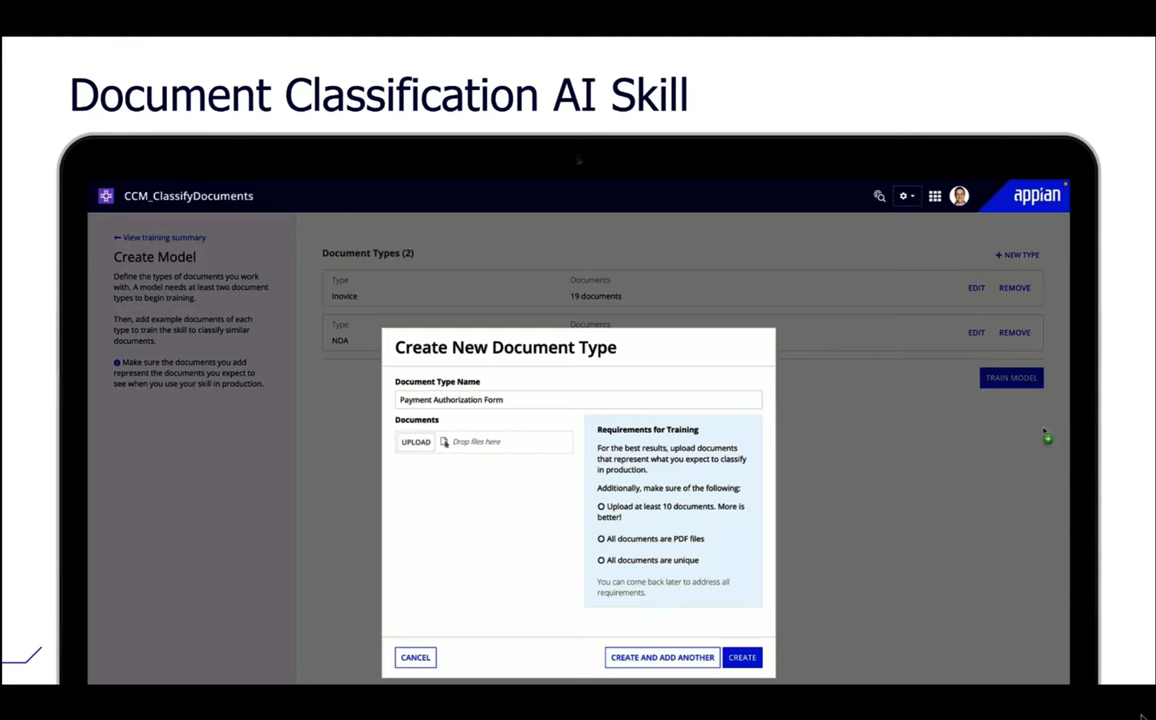 Document Classification AI Skill
CCM_ClassifyDocuments
appian
View training summary
Create Model
Define the types of documents you work
with. A model needs at least two document
types to begin training.
Then, add example documents of each
type to train the skill to classify similar
documents.
Make sure the documents you add
represent the documents you expect to
see when you use your skill in production.
Document Types (2)
+ NEW TYPE
Type
Documents
Inovice
19 documents
EDIT
REMOVE
Type
Documents
NDA
EDIT
REMOVE
TRAIN MODEL
Create New Document Type
Document Type Name
Payment Authorization Form
Documents
UPLOAD
Drop files here
Requirements for Training
For the best results, upload documents
that represent what you expect to classify
in production.
Additionally, make sure of the following:
Upload at least 10 documents. More is
better!
All documents are PDF files
All documents are unique
You can come back later to address all
requirements.
CANCEL
CREATE AND ADD ANOTHER
CREATE